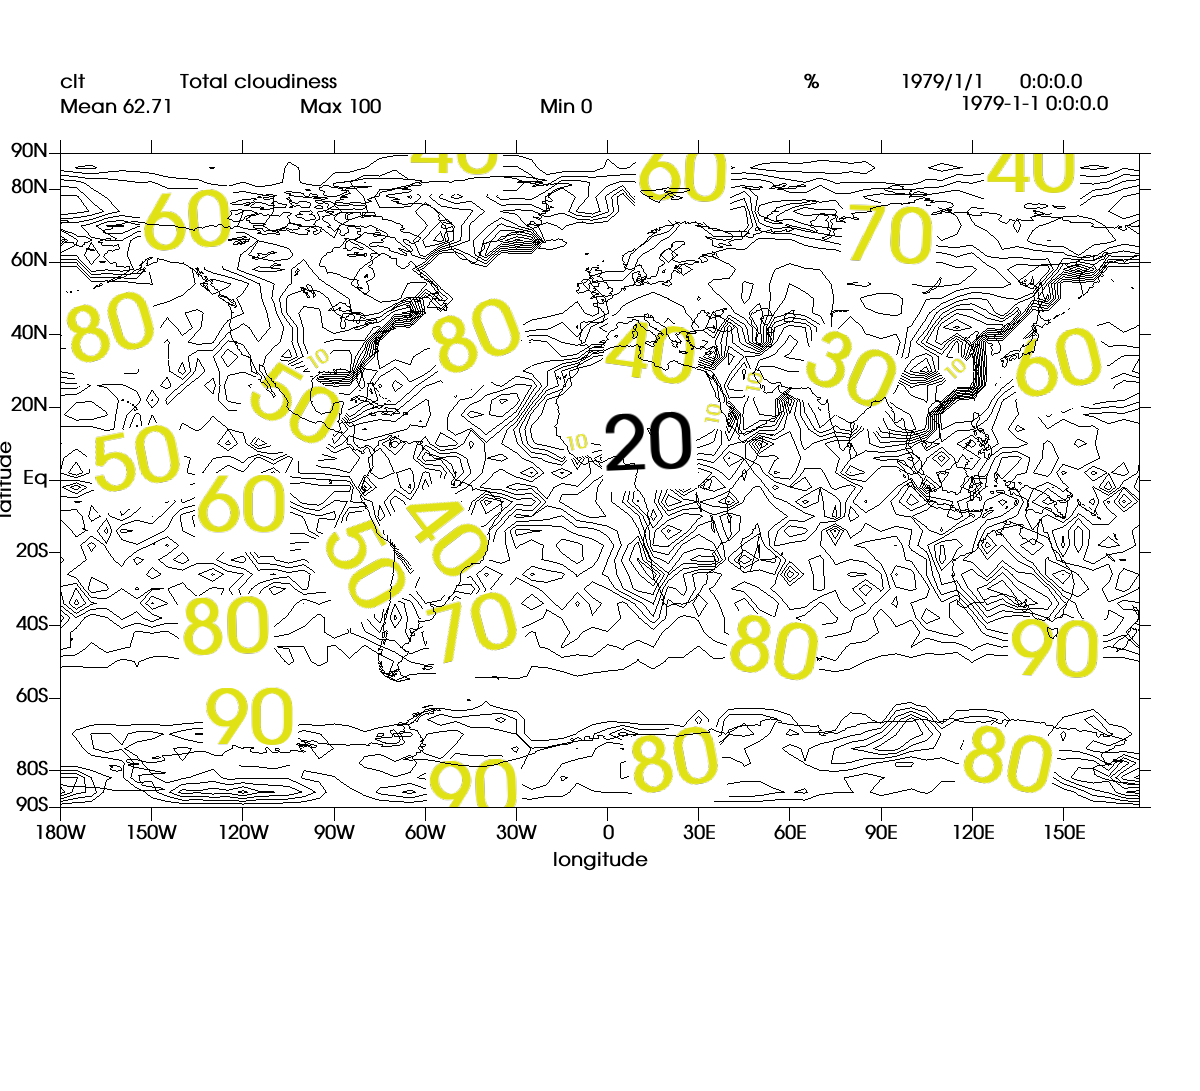 clt Total cloudiness % 1979/1/1 0:0:0.0
Mean 62.71 Max 100 Min 0 1979-1-1 0:0:0.0
90N
40 60 40
80N
60 70
60N
80 80
40N
40 30 60
10 10
50 10
20N
10
20
10
50
latitude
Eq
60 40
20S
50
80 70
40S
80 90
60S
90
80 80
80S
90
90S
180W 150W 120W 90W 60W 30W 0 30E 60E 90E 120E 150E
longitude